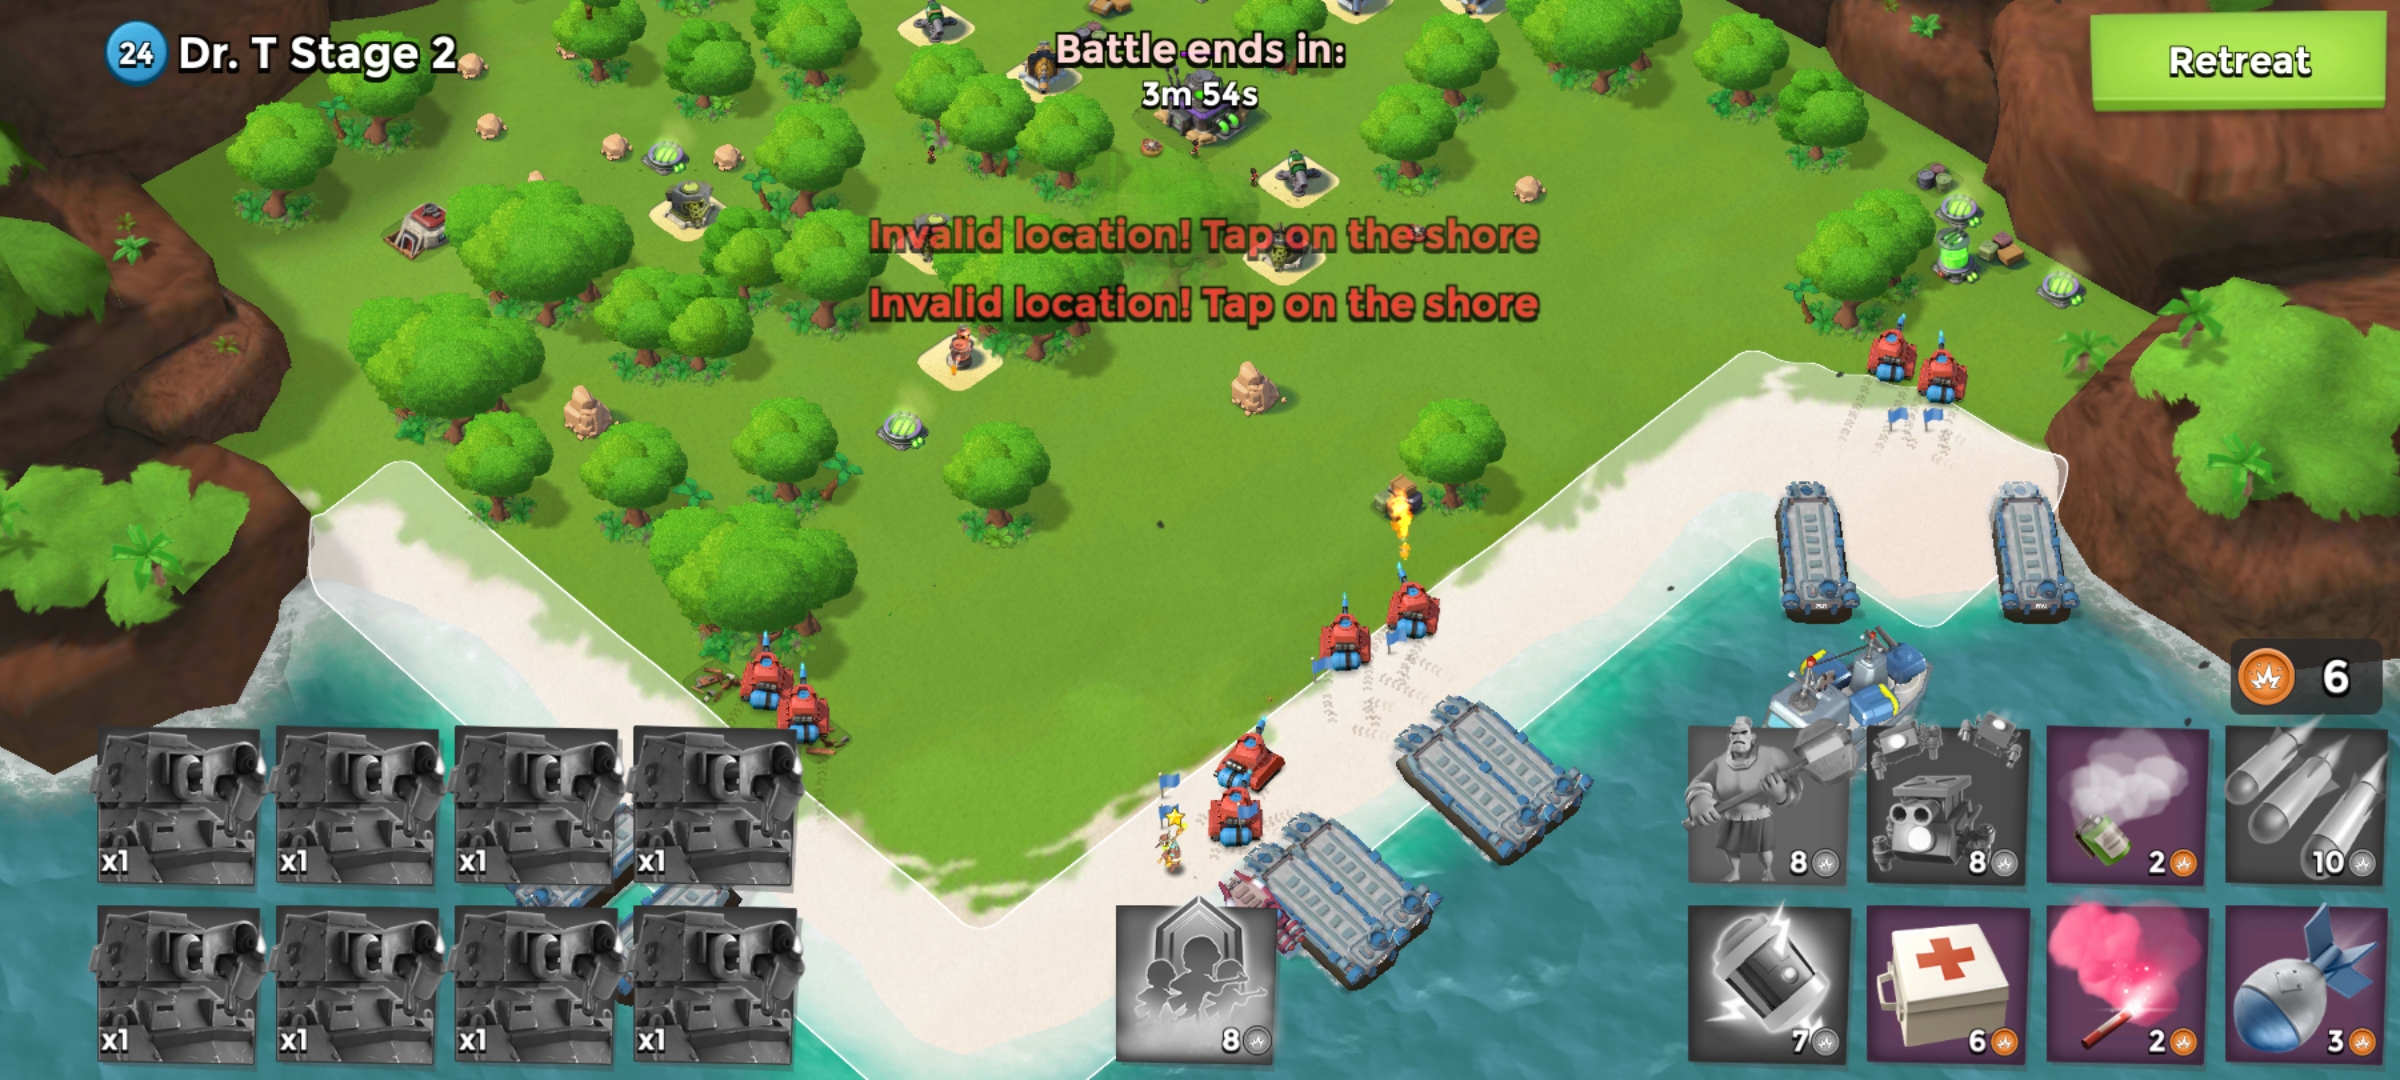 24 Dr. T Stage 2
Battle ends in:
3m 54s
Retreat
Invalid location! Tap on the shore
Invalid location! Tap on the shore
6
x1 x1 x1 x1
8 8 2 10
x1 x1 x1 x1
8
7 6 2 3